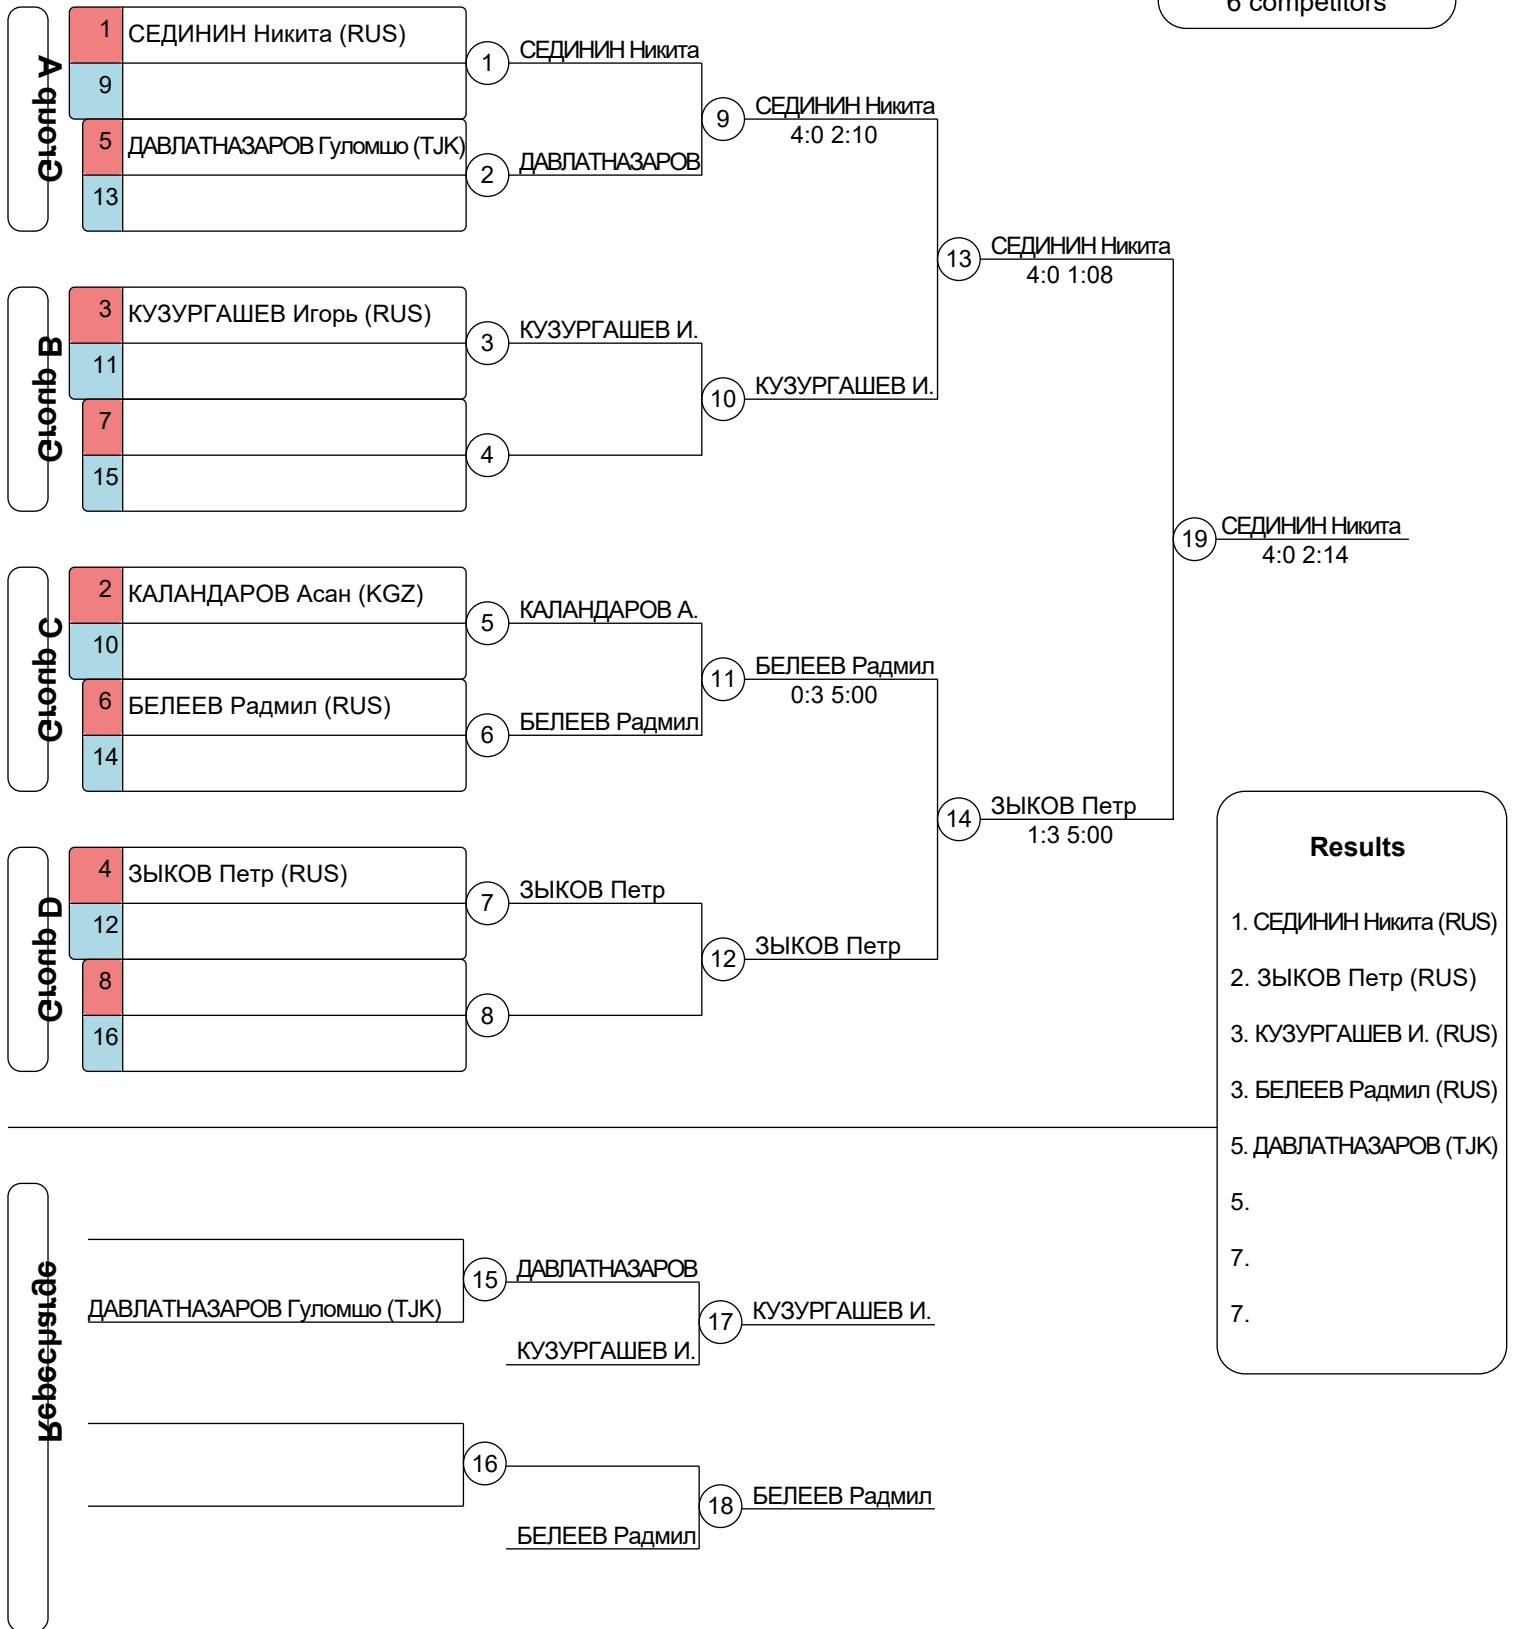 6 competitors
Group A
1 СЕДИНИН Никита (RUS)
9
5 ДАВЛАТНАЗАРОВ Гуломшо (TJK)
13
1 СЕДИНИН Никита
2 ДАВЛАТНАЗАРОВ
9 СЕДИНИН Никита
4:0 2:10
Group B
3 КУЗУРГАШЕВ Игорь (RUS)
11
7
15
3 КУЗУРГАШЕВ И.
4
10 КУЗУРГАШЕВ И.
13 СЕДИНИН Никита
4:0 1:08
Group C
2 КАЛАНДАРОВ Асан (KGZ)
10
6 БЕЛЕЕВ Радмил (RUS)
14
5 КАЛАНДАРОВ А.
6 БЕЛЕЕВ Радмил
11 БЕЛЕЕВ Радмил
0:3 5:00
Group D
4 ЗЫКОВ Петр (RUS)
12
8
16
7 ЗЫКОВ Петр
8
12 ЗЫКОВ Петр
14 ЗЫКОВ Петр
1:3 5:00
19 СЕДИНИН Никита
4:0 2:14
Results
1. СЕДИНИН Никита (RUS)
2. ЗЫКОВ Петр (RUS)
3. КУЗУРГАШЕВ И. (RUS)
3. БЕЛЕЕВ Радмил (RUS)
5. ДАВЛАТНАЗАРОВ (TJK)
5.
7.
7.
Repechage
ДАВЛАТНАЗАРОВ Гуломшо (TJK)
15 ДАВЛАТНАЗАРОВ
КУЗУРГАШЕВ И.
17 КУЗУРГАШЕВ И.
16
БЕЛЕЕВ Радмил
18 БЕЛЕЕВ Радмил